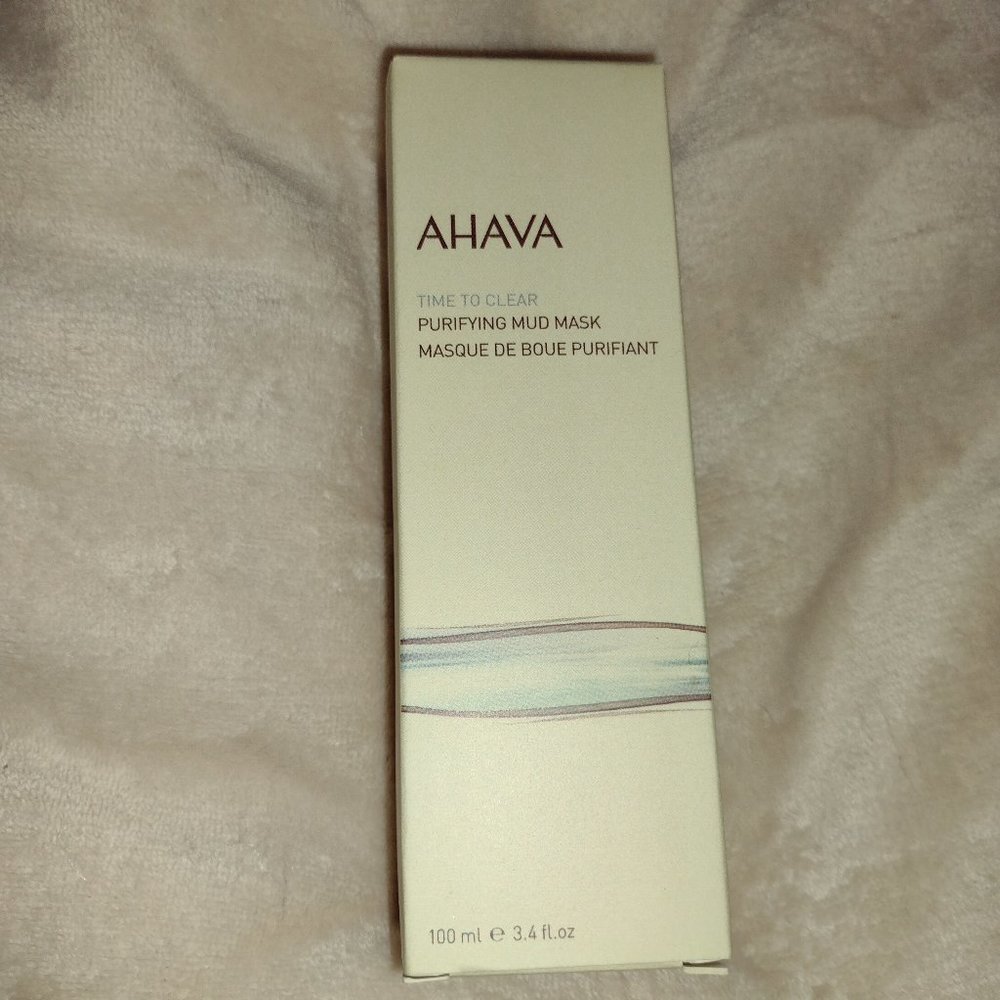 AHAVA
TIME TO CLEAR
PURIFYING MUD MASK
MASQUE DE BOUE PURIFIANT
100 ml ℮ 3.4 fl.oz